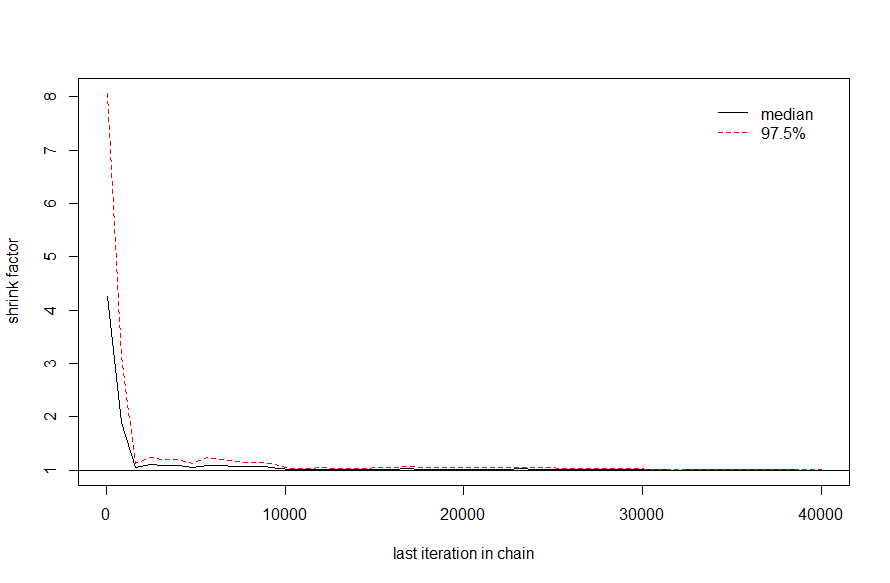 8
7
6
5
4
3
2
1
shrink factor
median
97.5%
0 10000 20000 30000 40000
last iteration in chain